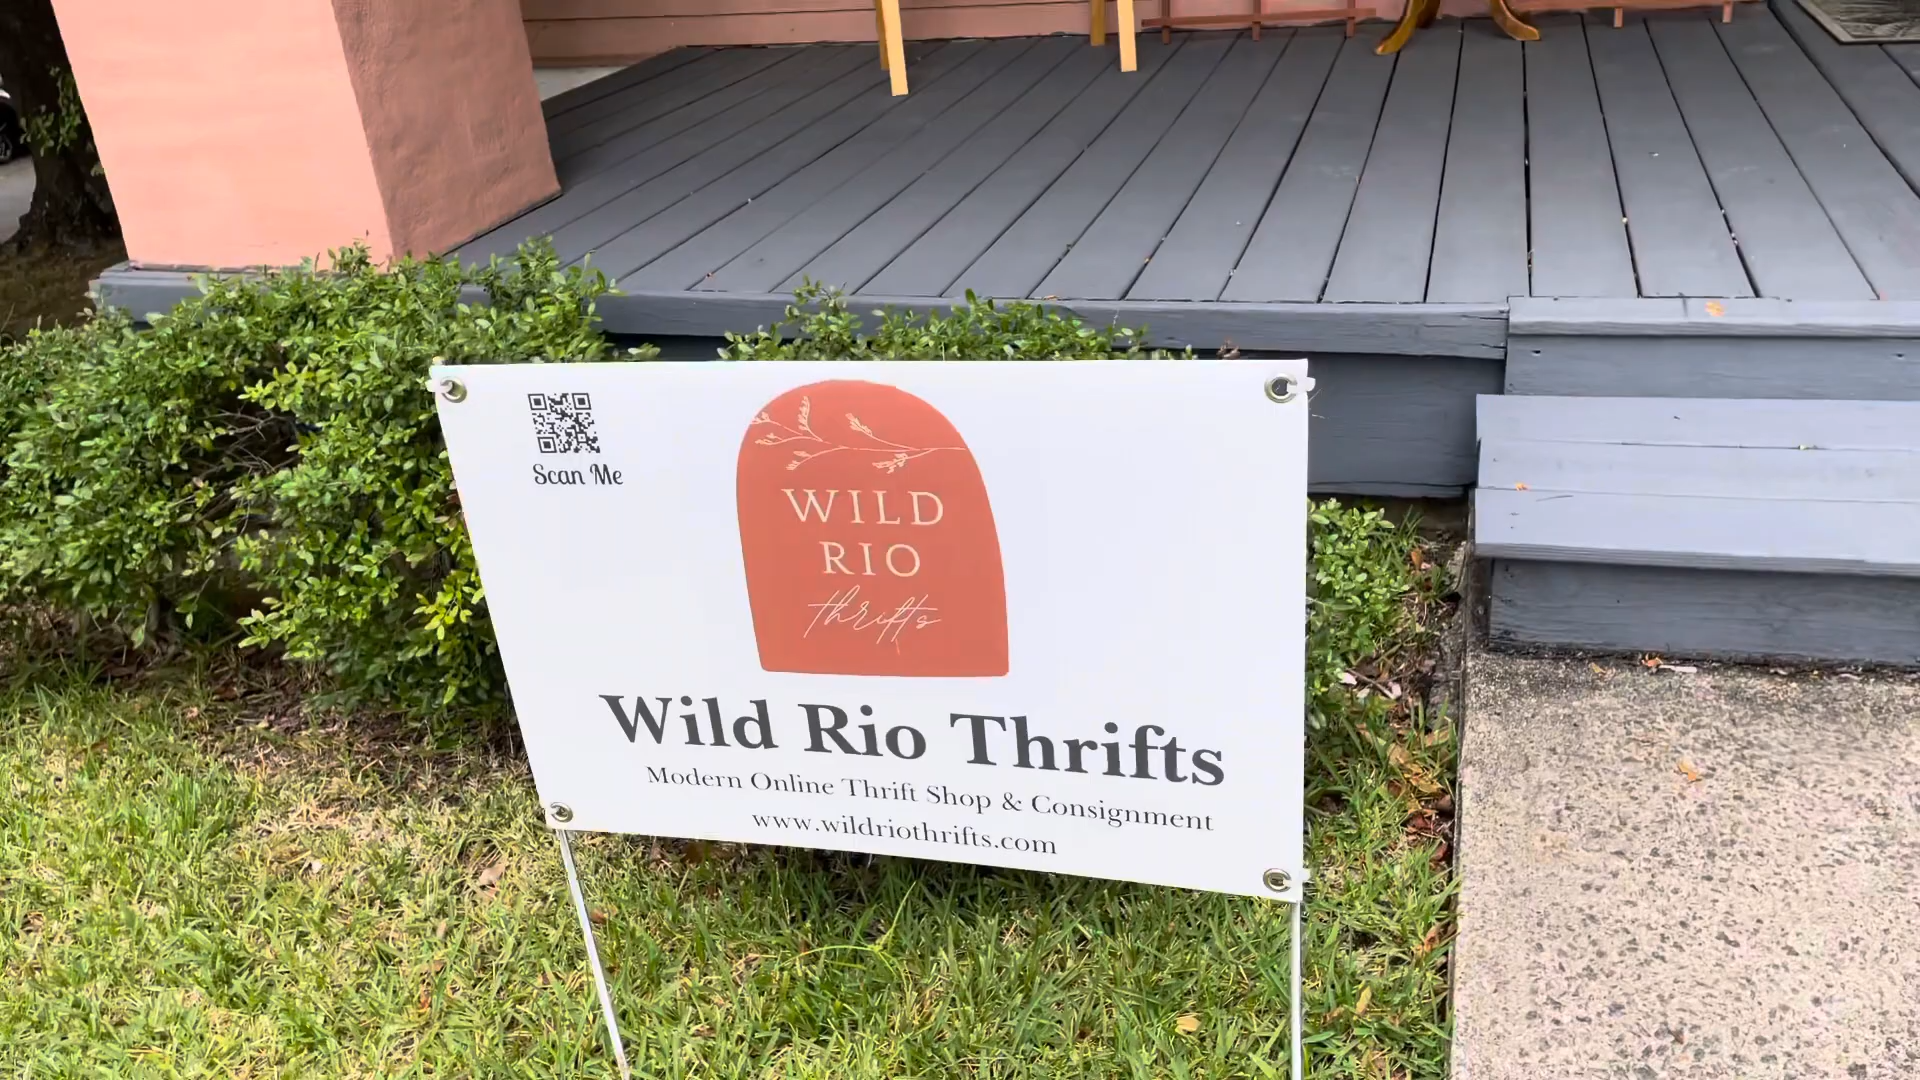 Scan Me
WILD
RIO
thrifts
Wild Rio Thrifts
Modern Online Thrift Shop & Consignment
www.wildriothrifts.com